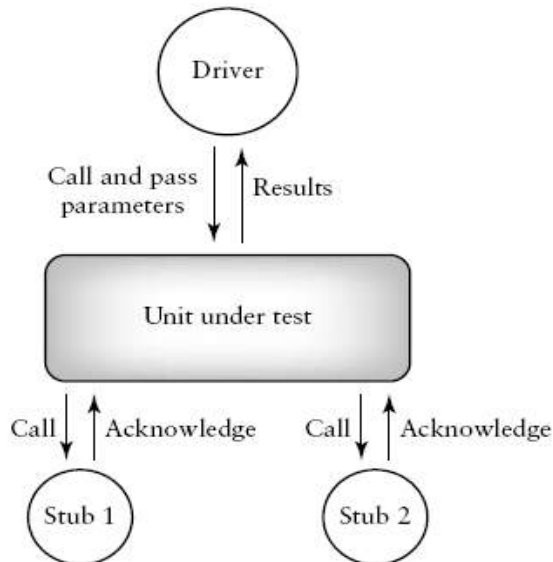 Driver
Call and pass
parameters
Results
Unit under test
Call
Acknowledge
Call
Acknowledge
Stub 1
Stub 2